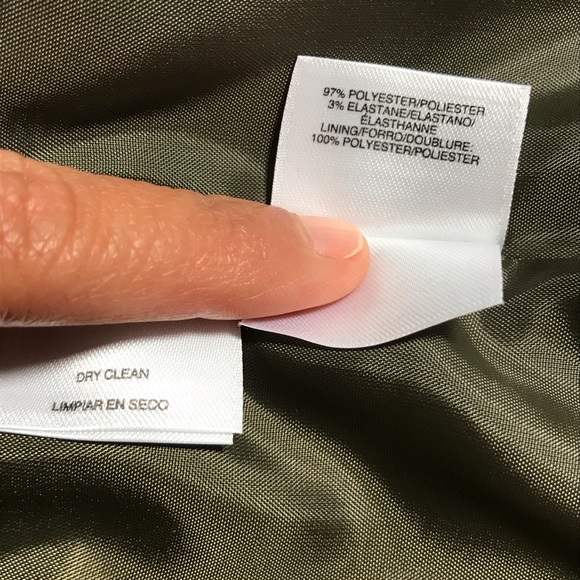 97% POLYESTER/POLIESTER
3% ELASTANE/ELASTANO/
ÉLASTHANNE
LINING/FORRO/DOUBLURE:
100% POLYESTER/POLIESTER
DRY CLEAN
LIMPIAR EN SECO